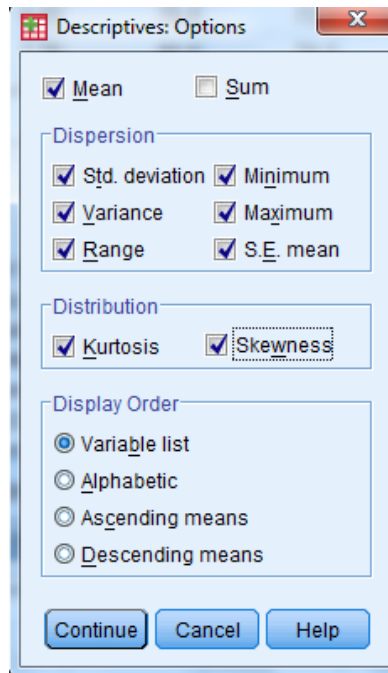 Descriptives: Options
Mean Sum
Dispersion
Std. deviation Minimum
Variance Maximum
Range S.E. mean
Distribution
Kurtosis Skewness
Display Order
Variable list
Alphabetic
Ascending means
Descending means
Continue Cancel Help